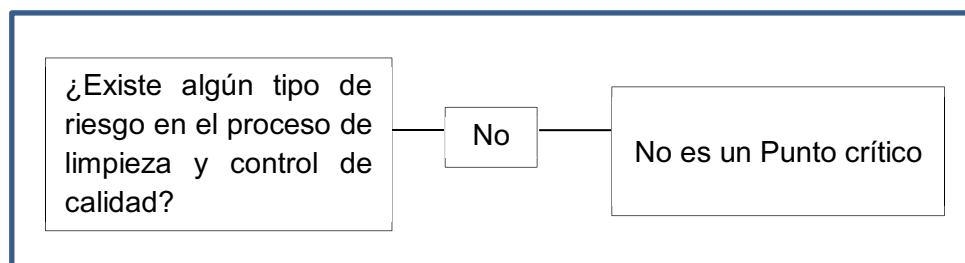 ¿Existe algún tipo de
riesgo en el proceso de
limpieza y control de
calidad?
No
No es un Punto crítico